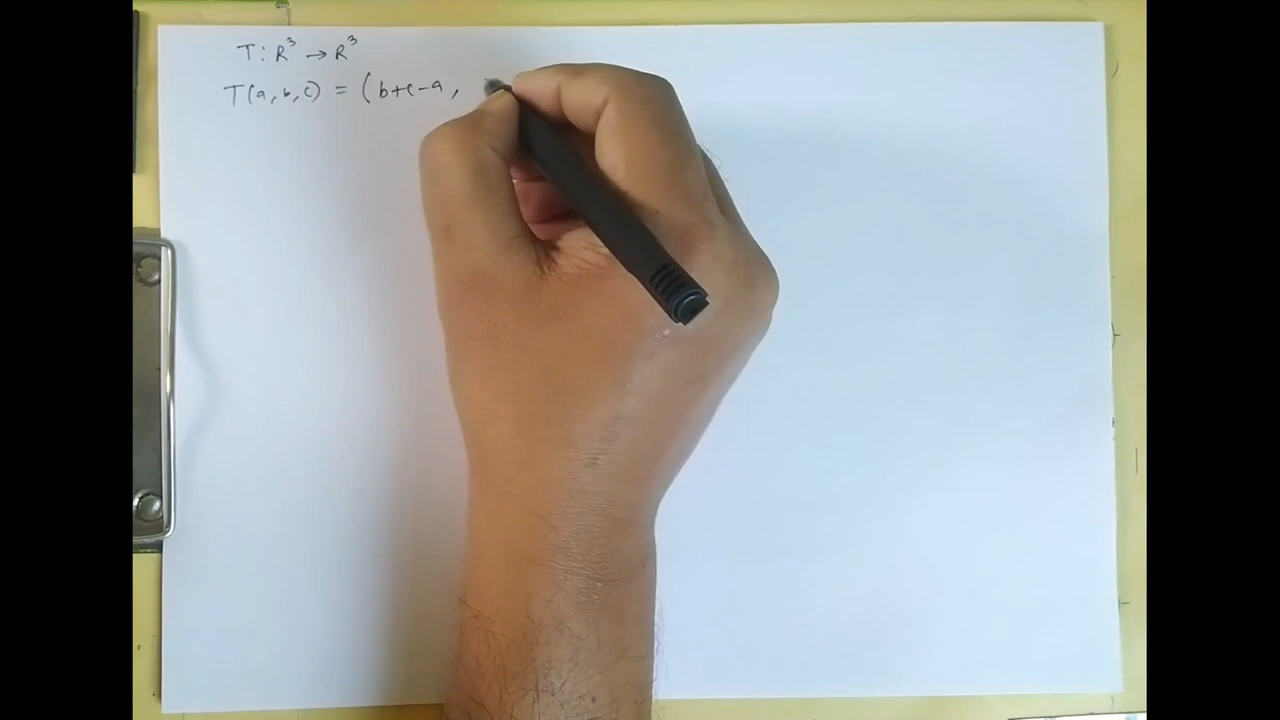 T: R³ → R³
T(a, b, c) = (b+c-a,